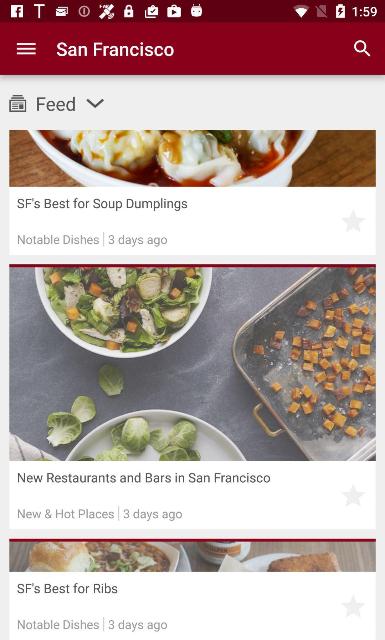 1:59
San Francisco
Feed
SF's Best for Soup Dumplings
Notable Dishes | 3 days ago
New Restaurants and Bars in San Francisco
New & Hot Places | 3 days ago
SF's Best for Ribs
Notable Dishes | 3 days ago